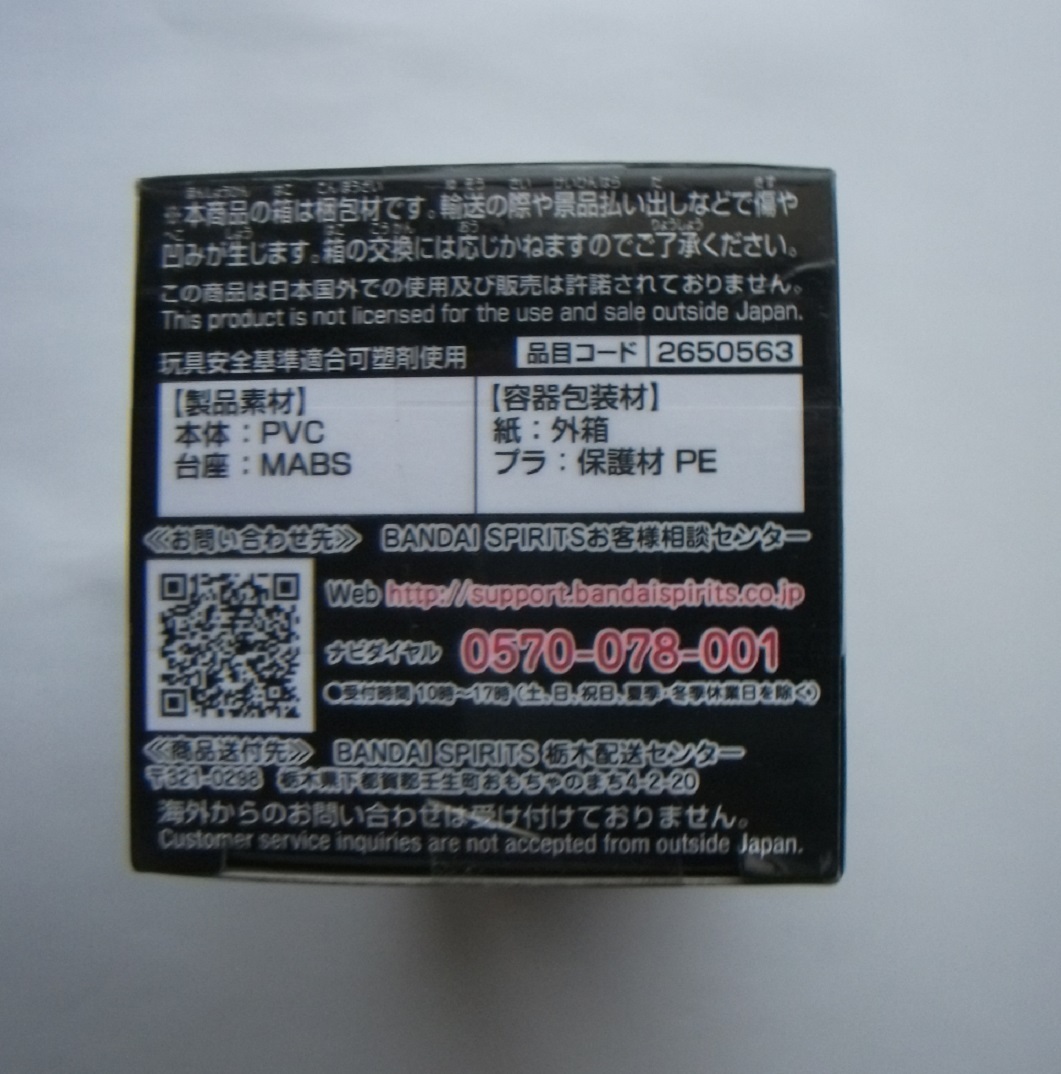 ※本商品の箱は梱包材です。輸送の際や景品払い出しなどで傷や
凹みが生じます。箱の交換には応じかねますのでご了承ください。
この商品は日本国外での使用及び販売は許諾されておりません。
This product is not licensed for the use and sale outside Japan.
玩具安全基準適合可塑剤使用
品目コード 2650563
【製品素材】
本体：PVC
台座：MABS
【容器包装材】
紙：外箱
プラ：保護材 PE
≪お問い合わせ先≫ BANDAI SPIRITSお客様相談センター
Web http://support.bandaispirits.co.jp
ナビダイヤル 0570-078-001
●受付時間 10時～17時（土、日、祝日、夏季・冬季休業日を除く）
≪商品送付先≫ BANDAI SPIRITS 栃木配送センター
〒321-0298 栃木県下都賀郡壬生町おもちゃのまち4-2-20
海外からのお問い合わせは受け付けておりません。
Customer service inquiries are not accepted from outside Japan.